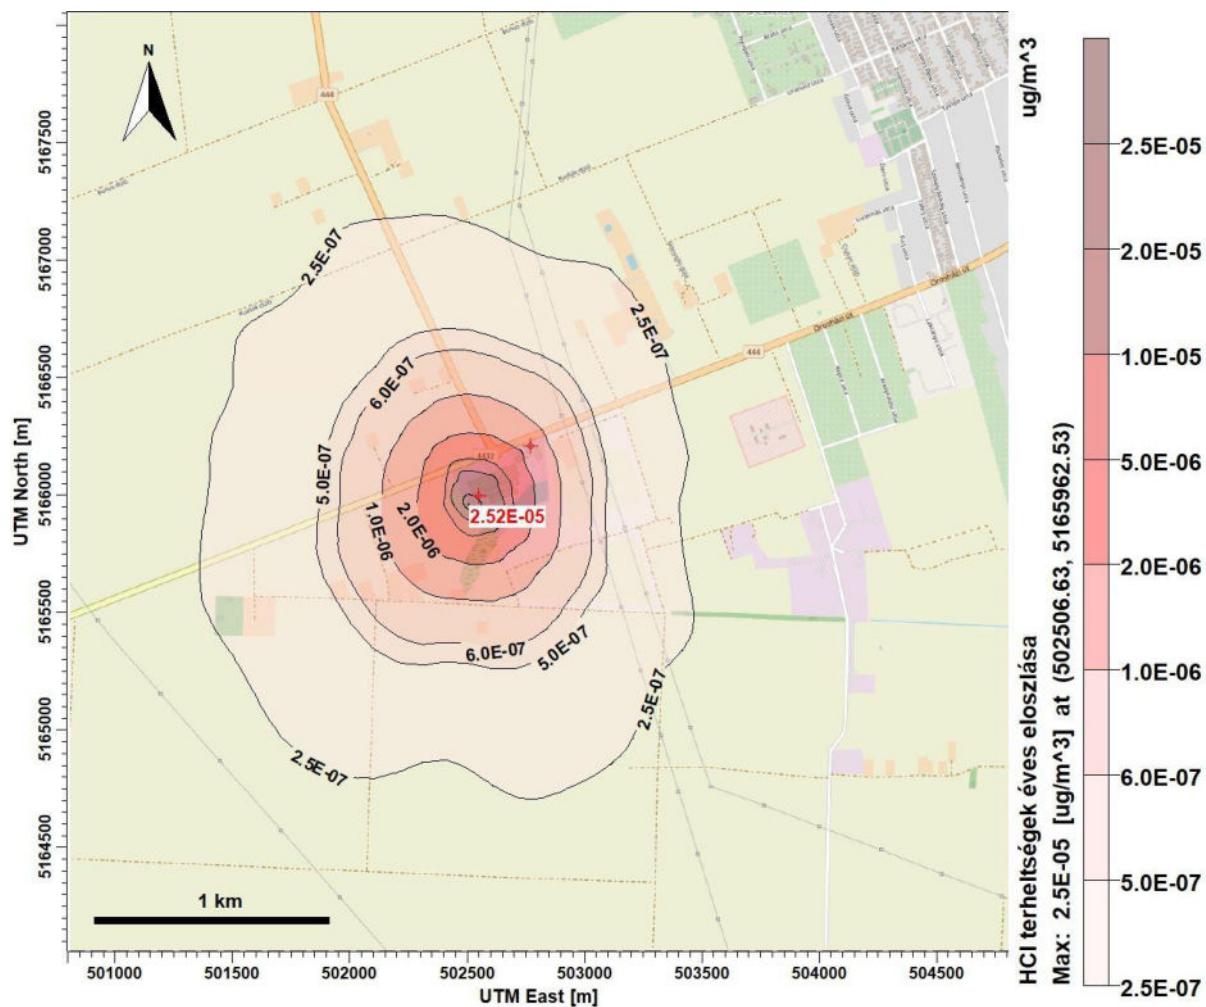 N
UTM North [m]
5167500
5167000
5166500
5166000
5165500
5165000
5164500
501000
501500
502000
502500
503000
503500
504000
504500
UTM East [m]
1 km
444
444
4432
Orosházi út
Orosházi út
2.5E-07
2.5E-07
6.0E-07
5.0E-07
1.0E-06
2.0E-06
2.52E-05
6.0E-07
5.0E-07
2.5E-07
2.5E-07
ug/m^3
HCl terheltségek éves eloszlása
Max: 2.5E-05 [ug/m^3] at (502506.63, 5165962.53)
2.5E-05
2.0E-05
1.0E-05
5.0E-06
2.0E-06
1.0E-06
6.0E-07
5.0E-07
2.5E-07